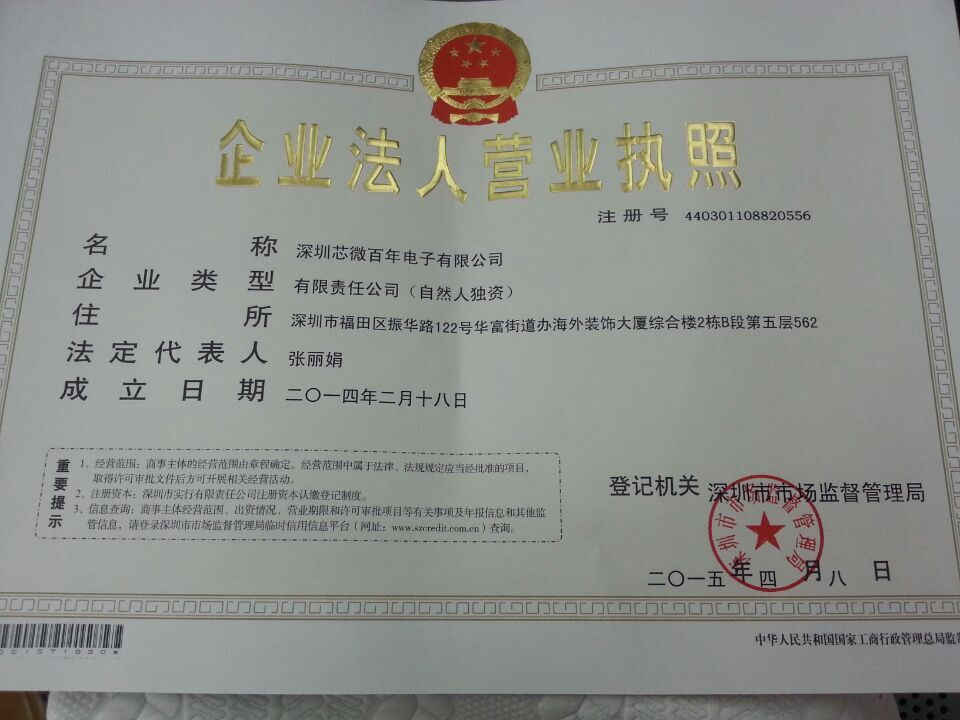 企业法人营业执照
注册号 440301108820556
名称 深圳芯微百年电子有限公司
企业类型 有限责任公司（自然人独资）
住所 深圳市福田区振华路122号华富街道办海外装饰大厦综合楼2栋B段第五层562
法定代表人 张丽娟
成立日期 二〇一四年二月十八日
重要提示
1、经营范围：商事主体的经营范围由章程确定。经营范围中属于法律、法规规定应当经批准的项目，
取得许可审批文件后方可开展相关经营活动。
2、注册资本：深圳市实行有限责任公司注册资本认缴登记制度。
3、信息查询：商事主体经营范围、出资情况、营业期限和许可审批项目等有关事项及年报信息和其他监
管信息，请登录深圳市市场监督管理局临时信用信息平台（网址：www.szcredit.com.cn）查询。
登记机关 深圳市市场监督管理局
深圳市市场监督管理局
二〇一五年四月八日
中华人民共和国国家工商行政管理总局监